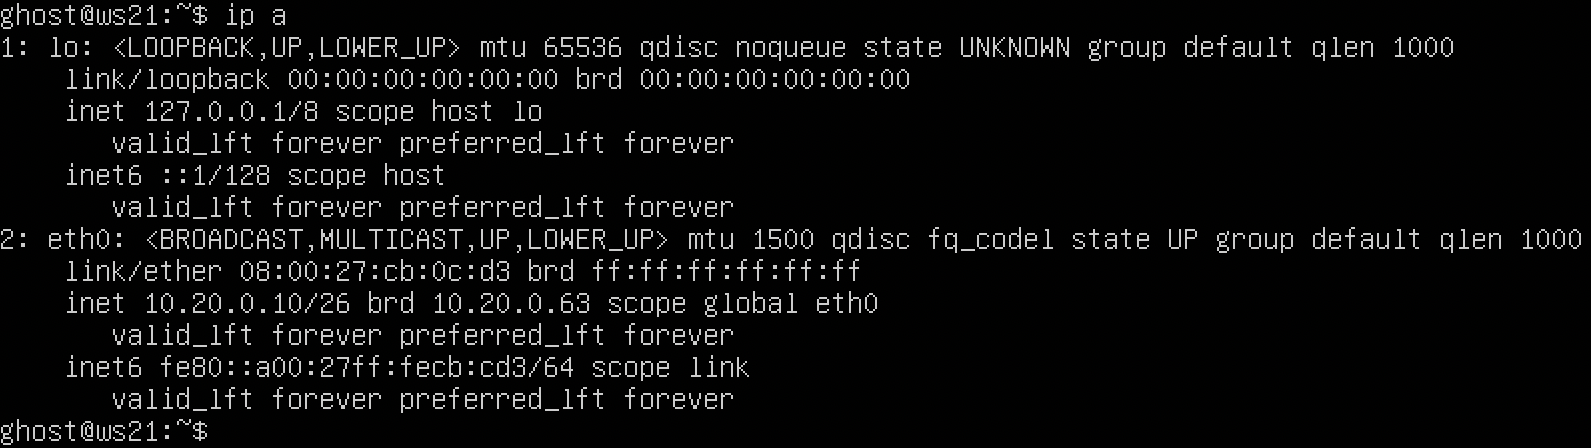 ghost@ws21:~$ ip a
1: lo: <LOOPBACK,UP,LOWER_UP> mtu 65536 qdisc noqueue state UNKNOWN group default qlen 1000
    link/loopback 00:00:00:00:00:00 brd 00:00:00:00:00:00
    inet 127.0.0.1/8 scope host lo
       valid_lft forever preferred_lft forever
    inet6 ::1/128 scope host
       valid_lft forever preferred_lft forever
2: eth0: <BROADCAST,MULTICAST,UP,LOWER_UP> mtu 1500 qdisc fq_codel state UP group default qlen 1000
    link/ether 08:00:27:cb:0c:d3 brd ff:ff:ff:ff:ff:ff
    inet 10.20.0.10/26 brd 10.20.0.63 scope global eth0
       valid_lft forever preferred_lft forever
    inet6 fe80::a00:27ff:fecb:cd3/64 scope link
       valid_lft forever preferred_lft forever
ghost@ws21:~$